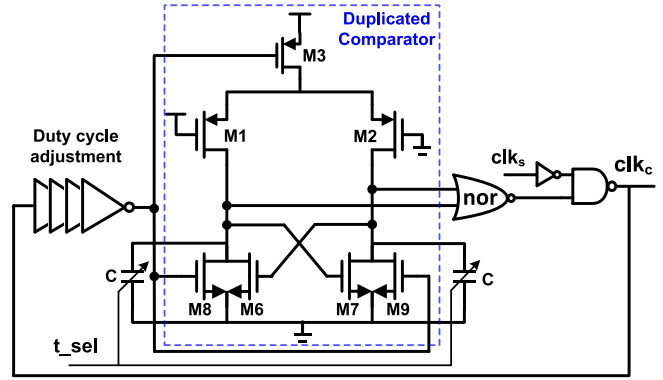 Duplicated
Comparator
M3
M1
M2
Duty cycle
adjustment
clks
clkc
nor
C
M8
M6
M7
M9
C
t_sel